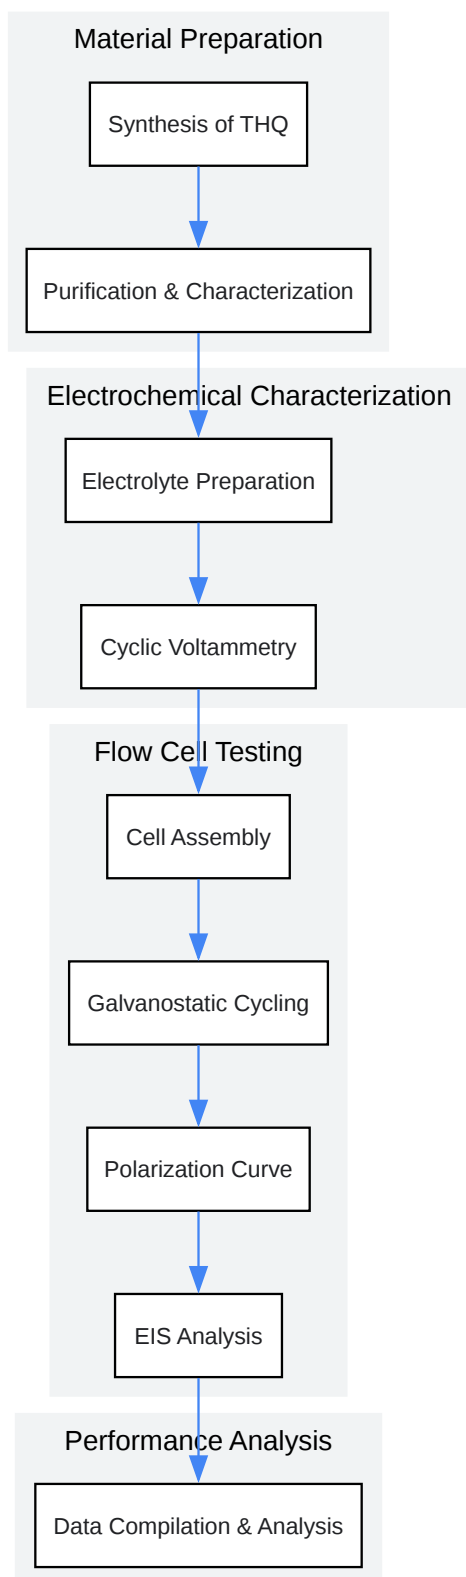 Material Preparation
Synthesis of THQ
Purification & Characterization
Electrochemical Characterization
Electrolyte Preparation
Cyclic Voltammetry
Flow Cell Testing
Cell Assembly
Galvanostatic Cycling
Polarization Curve
EIS Analysis
Performance Analysis
Data Compilation & Analysis